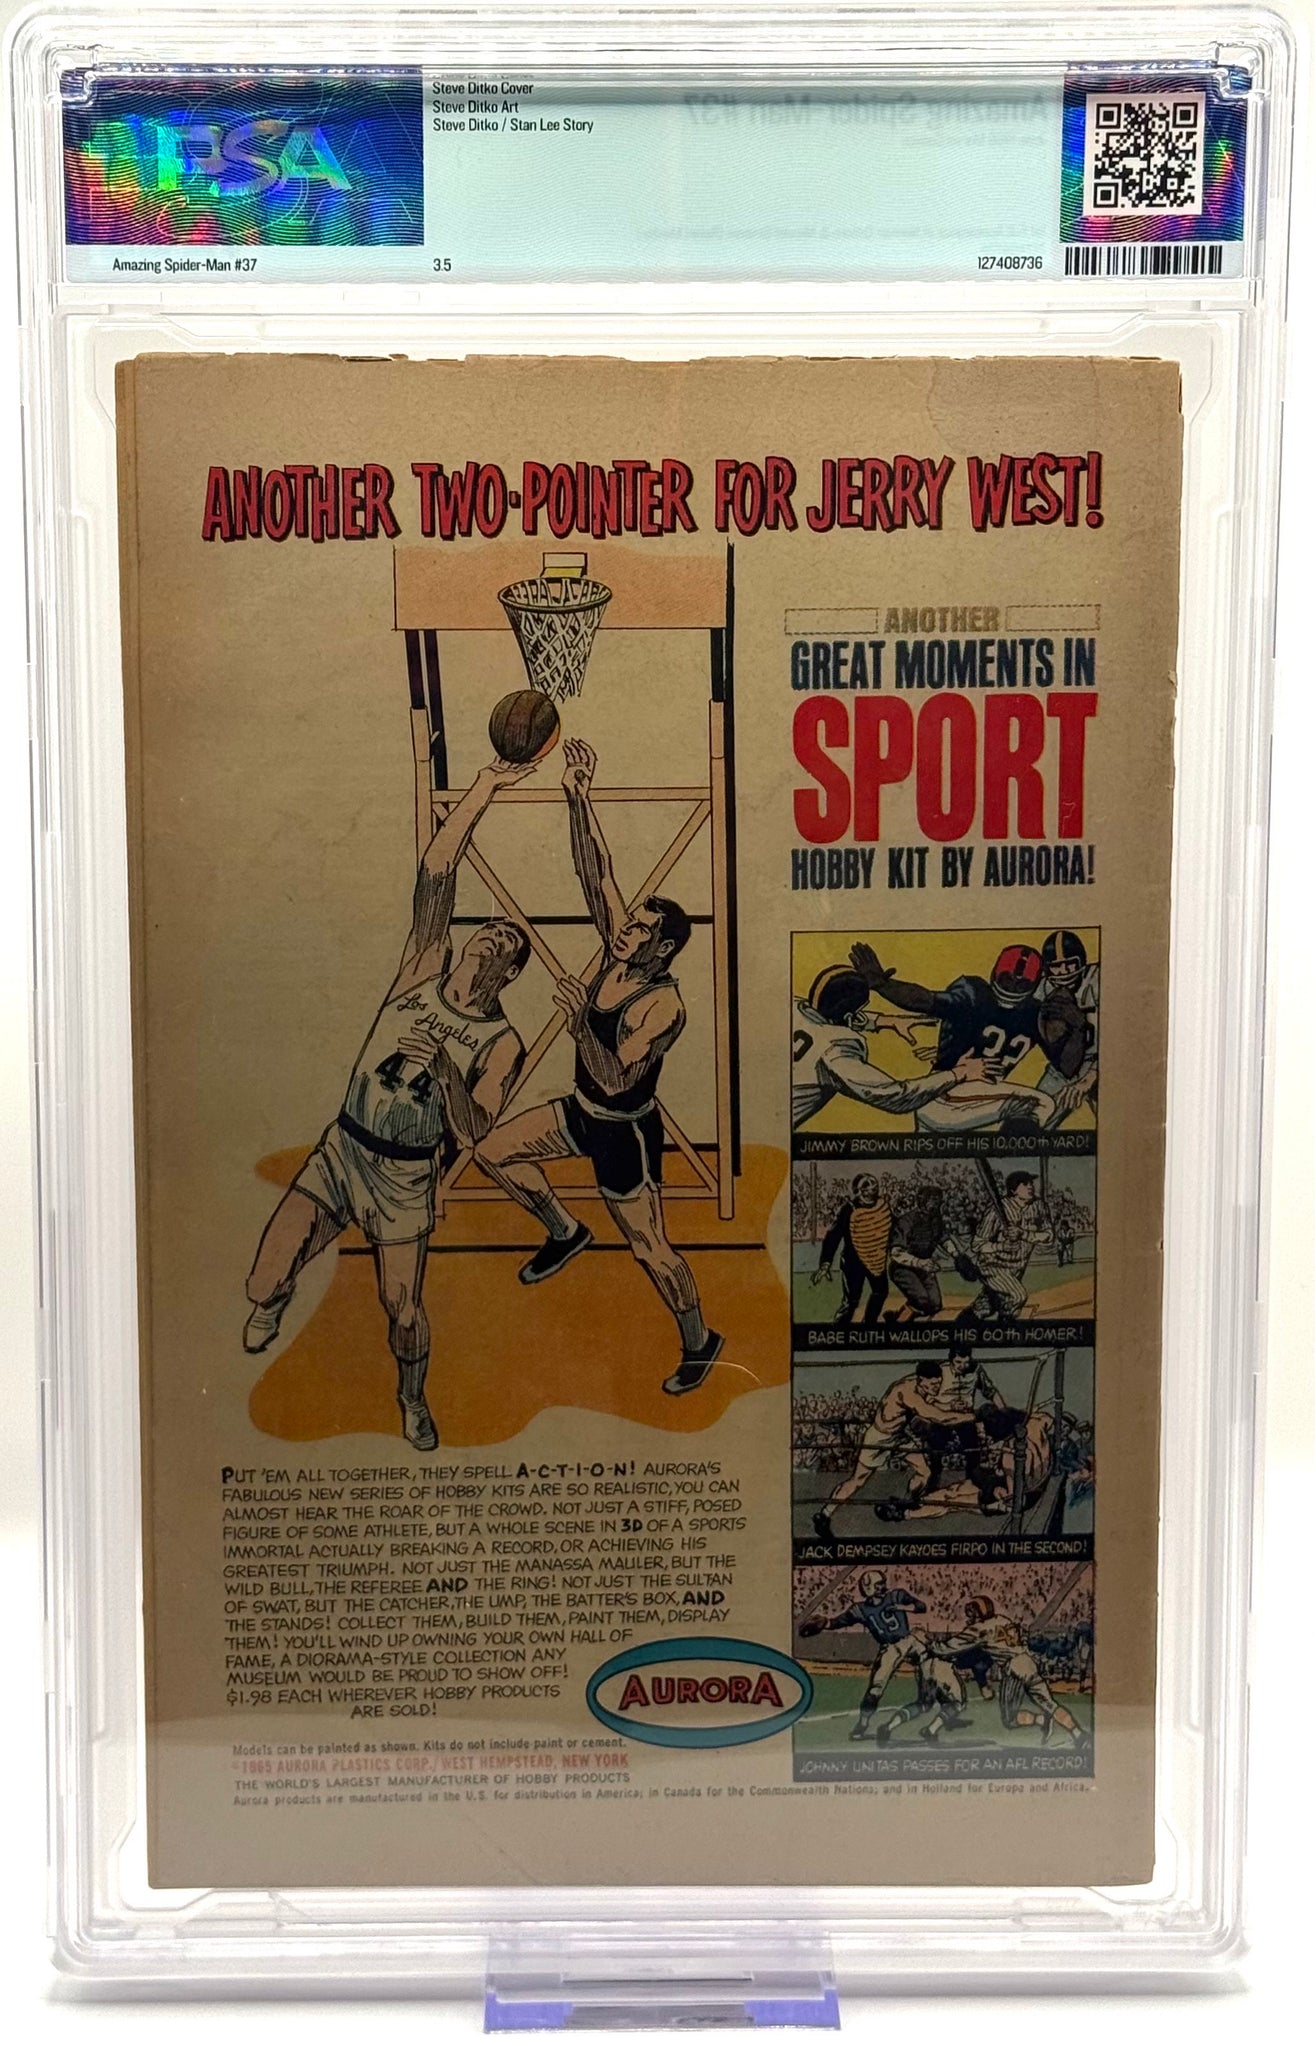 PSA
Steve Ditko Cover
Steve Ditko Art
Steve Ditko / Stan Lee Story
Amazing Spider-Man #37
3.5
127408736
ANOTHER TWO-POINTER FOR JERRY WEST!
ANOTHER
GREAT MOMENTS IN
SPORT
HOBBY KIT BY AURORA!
Los
Angeles
44
32
JIMMY BROWN RIPS OFF HIS 10,000th YARD!
BABE RUTH WALLOPS HIS 60th HOMER!
JACK DEMPSEY KAYOES FIRPO IN THE SECOND!
19
JOHNNY UNITAS PASSES FOR AN AFL RECORD!
PUT 'EM ALL TOGETHER, THEY SPELL A-C-T-I-O-N! AURORA'S
FABULOUS NEW SERIES OF HOBBY KITS ARE SO REALISTIC, YOU CAN
ALMOST HEAR THE ROAR OF THE CROWD. NOT JUST A STIFF, POSED
FIGURE OF SOME ATHLETE, BUT A WHOLE SCENE IN 3D OF A SPORTS
IMMORTAL ACTUALLY BREAKING A RECORD, OR ACHIEVING HIS
GREATEST TRIUMPH. NOT JUST THE MANASSA MAULER, BUT THE
WILD BULL, THE REFEREE AND THE RING! NOT JUST THE SULTAN
OF SWAT, BUT THE CATCHER, THE UMP, THE BATTER'S BOX, AND
THE STANDS! COLLECT THEM, BUILD THEM, PAINT THEM, DISPLAY
THEM! YOU'LL WIND UP OWNING YOUR OWN HALL OF
FAME, A DIORAMA-STYLE COLLECTION ANY
MUSEUM WOULD BE PROUD TO SHOW OFF!
$1.98 EACH WHEREVER HOBBY PRODUCTS
ARE SOLD!
AURORA
Models can be painted as shown. Kits do not include paint or cement.
©1965 AURORA PLASTICS CORP./WEST HEMPSTEAD, NEW YORK
THE WORLD'S LARGEST MANUFACTURER OF HOBBY PRODUCTS
Aurora products are manufactured in the U.S. for distribution in America; in Canada for the Commonwealth Nations; and in Holland for Europe and Africa.